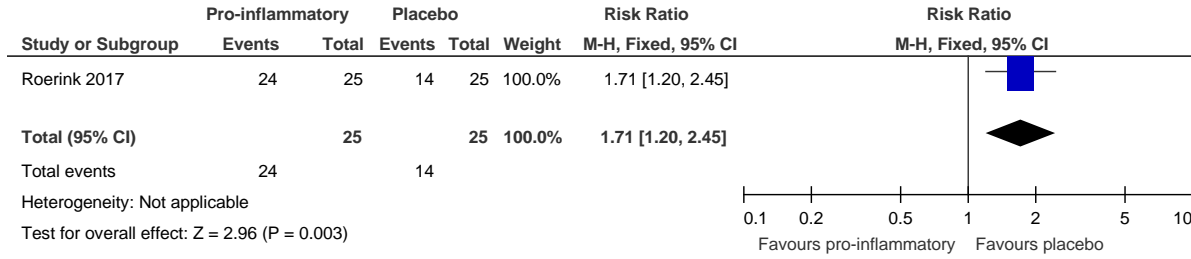 Pro-inflammatory Placebo Risk Ratio Risk Ratio
Study or Subgroup Events Total Events Total Weight M-H, Fixed, 95% CI M-H, Fixed, 95% CI
Roerink 2017 24 25 14 25 100.0% 1.71 [1.20, 2.45]
Total (95% CI) 25 25 100.0% 1.71 [1.20, 2.45]
Total events 24 14
Heterogeneity: Not applicable
Test for overall effect: Z = 2.96 (P = 0.003)
0.1 0.2 0.5 1 2 5 10
Favours pro-inflammatory Favours placebo